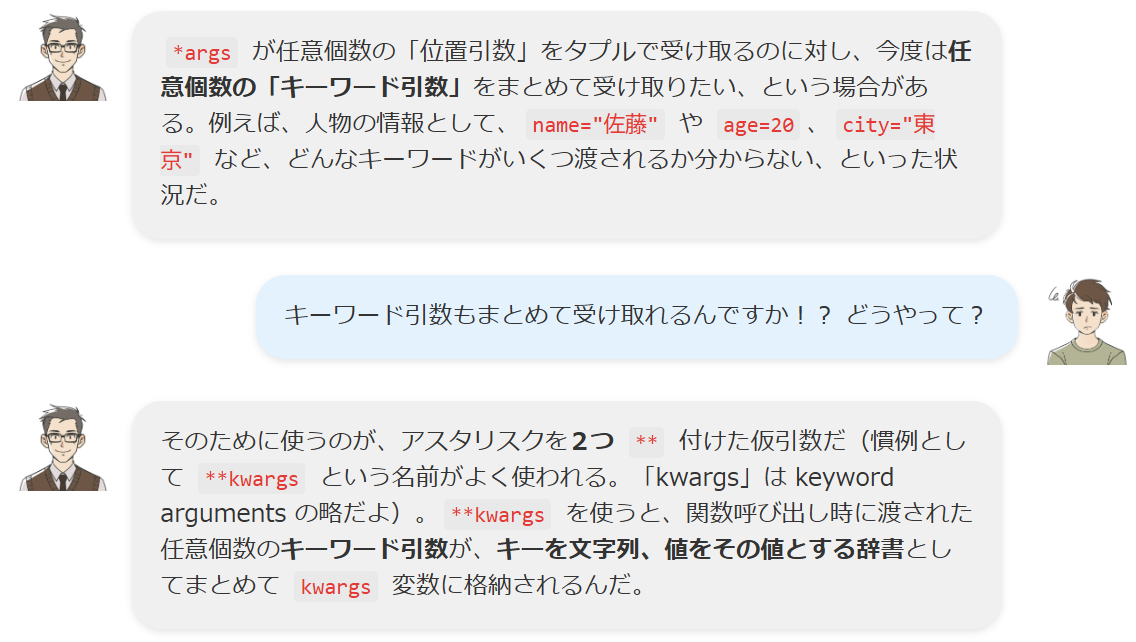 *args が任意個数の「位置引数」をタプルで受け取るのに対し、今度は任
意個数の「キーワード引数」をまとめて受け取りたい、という場合があ
る。例えば、人物の情報として、 name="佐藤" や age=20 、 city="東
京" など、どんなキーワードがいくつ渡されるか分からない、といった状
況だ。
キーワード引数もまとめて受け取れるんですか！？ どうやって？
そのために使うのが、アスタリスクを2つ ** 付けた仮引数だ（慣例とし
て **kwargs という名前がよく使われる。「kwargs」は keyword
arguments の略だよ）。 **kwargs を使うと、関数呼び出し時に渡された
任意個数のキーワード引数が、キーを文字列、値をその値とする辞書とし
てまとめて kwargs 変数に格納されるんだ。